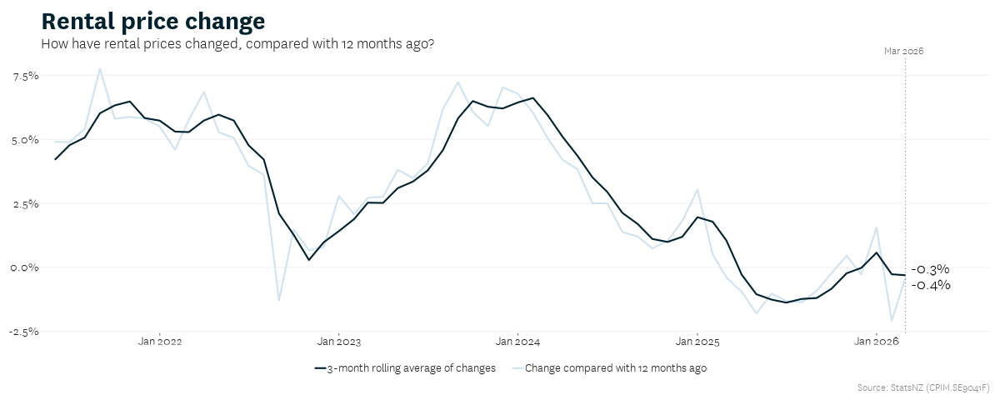 Rental price change
How have rental prices changed, compared with 12 months ago?
Mar 2026
7.5%
5.0%
2.5%
0.0%
-2.5%
-0.3%
-0.4%
Jan 2022
Jan 2023
Jan 2024
Jan 2025
Jan 2026
3-month rolling average of changes
Change compared with 12 months ago
Source: StatsNZ (CPIM.SE9041F)